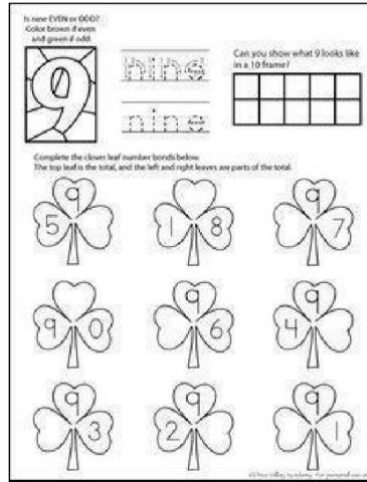 Is nine EVEN or ODD?
Color brown if even
and green if odd.
9
nine
nine
Can you show what 9 looks like
in a 10 frame?
Complete the clover leaf number bonds below.
The top leaf is the total, and the left and right leaves are parts of the total.
9
5
1 8
9
7
9 0
9
6
9
4
9
3
9
2
9
1